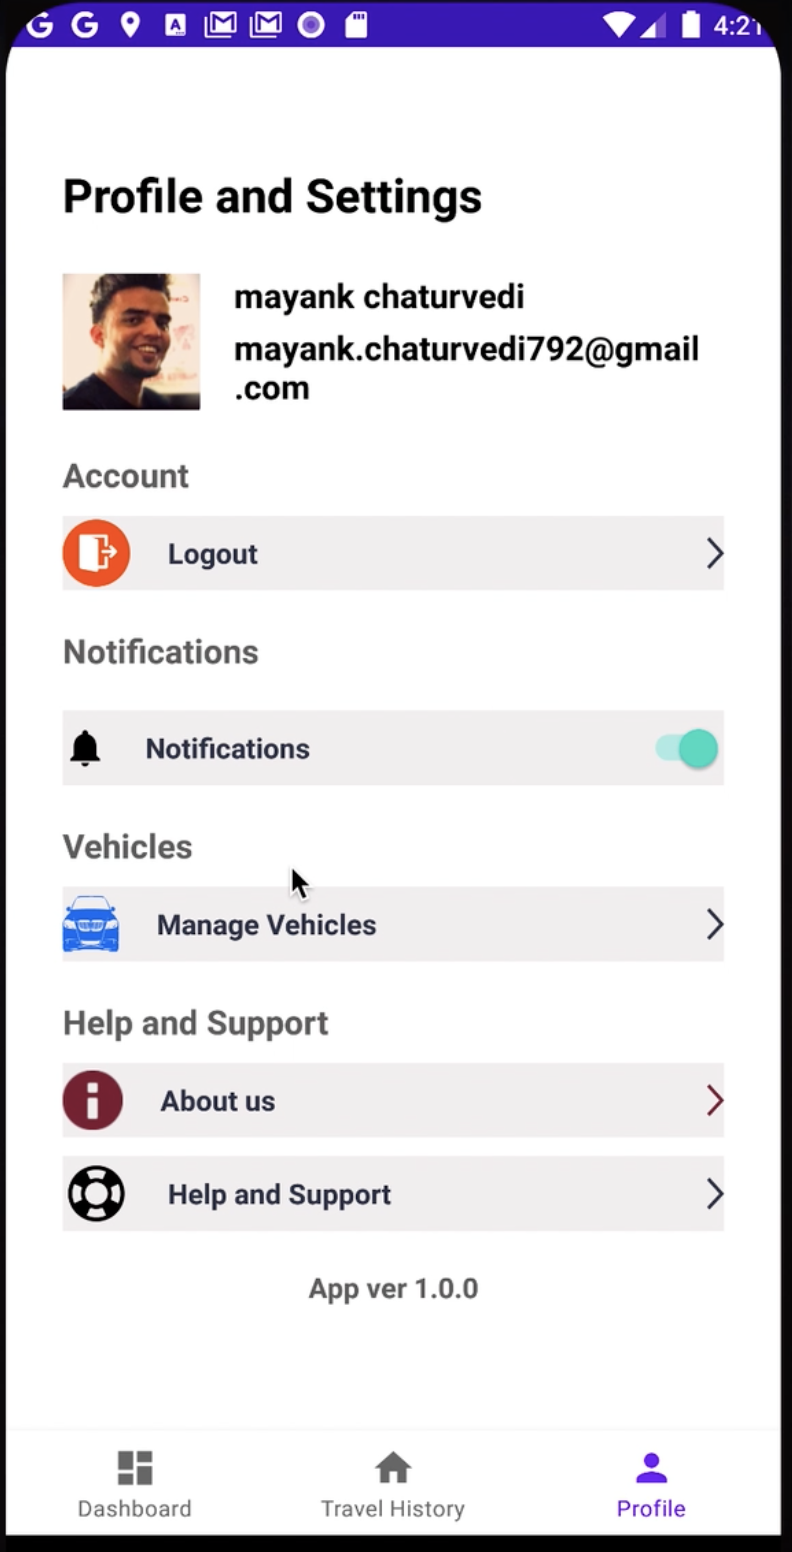 4:21
Profile and Settings
mayank chaturvedi
mayank.chaturvedi792@gmail
.com
Account
Logout
Notifications
Notifications
Vehicles
Manage Vehicles
Help and Support
About us
Help and Support
App ver 1.0.0
Dashboard
Travel History
Profile